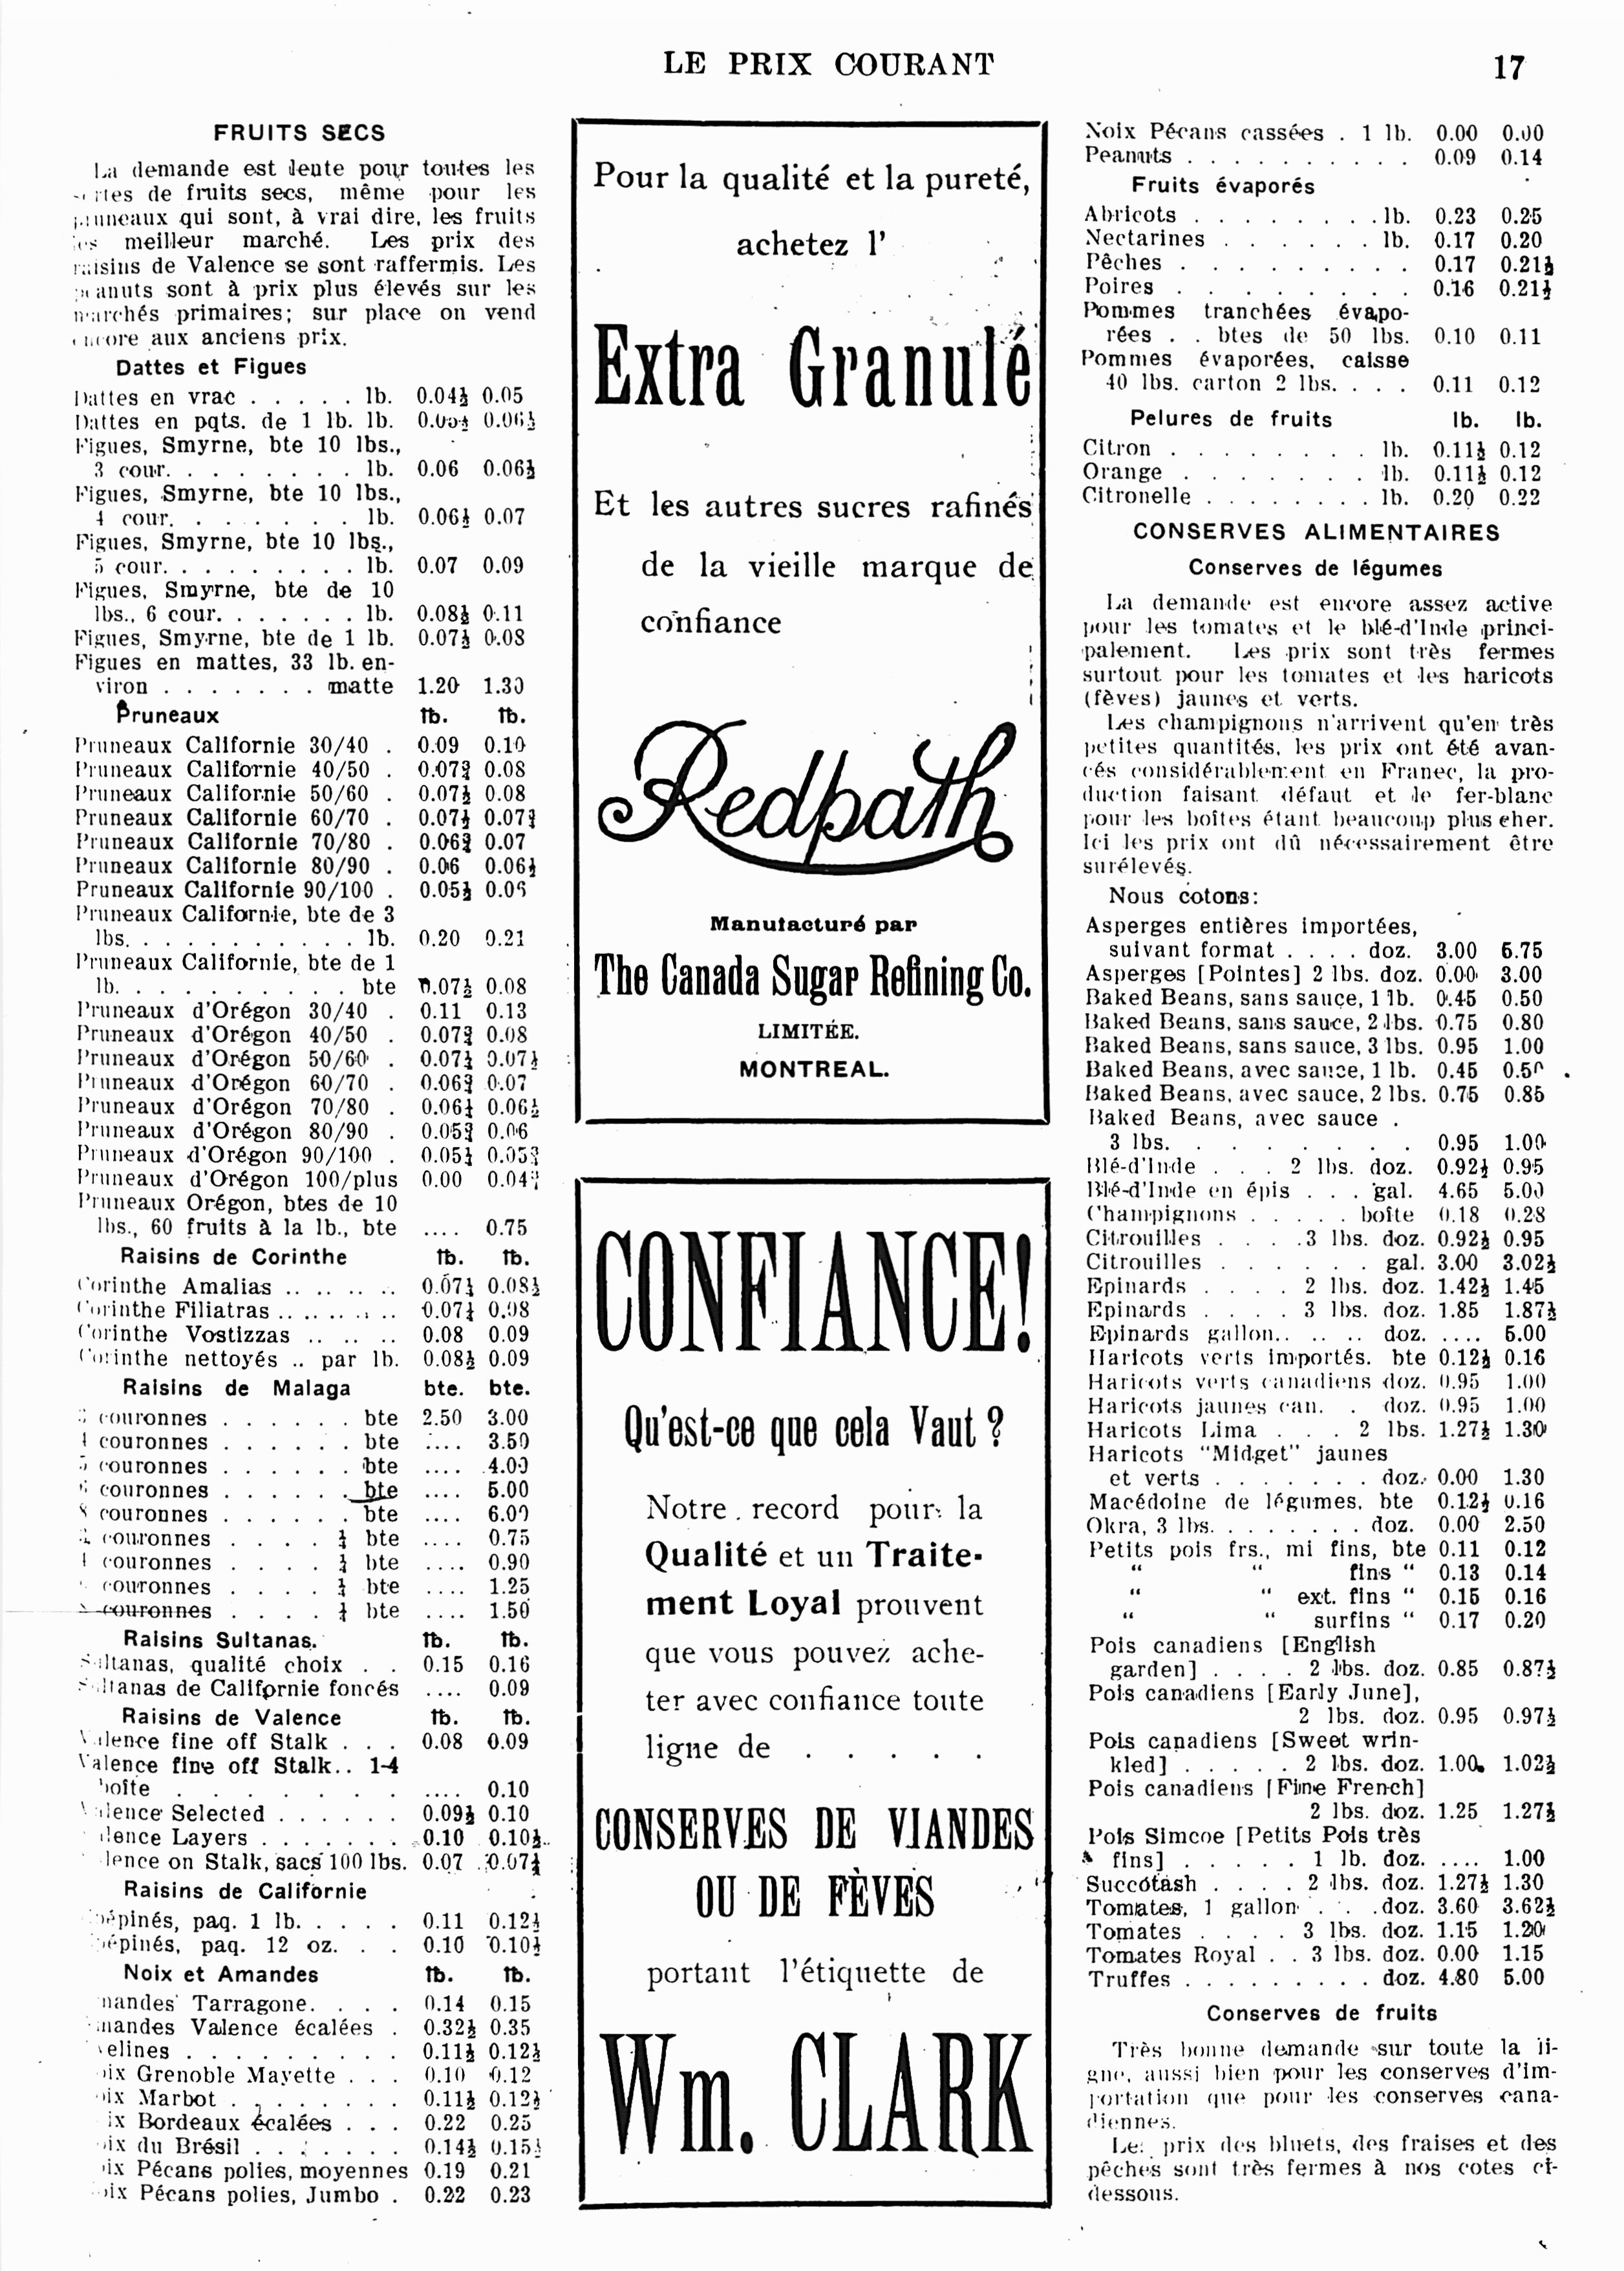 LE PRIX COURANT
17
FRUITS SECS
La demande est lente pour toutes les
de fruits secs, même pour les
pruneaux qui sont, à vrai dire, les fruits
meilleur marché. Les prix des
raisins de Valence se sont raffermis. Les
peanuts sont à prix plus élevés sur les
marchés primaires; sur place on vend
encore aux anciens prix.
Dattes et Figues
Dattes en vrac . . . . . lb. 0.04½ 0.05
Dattes en pqts. de 1 lb. lb. 0.06½
Figues, Smyrne, bte 10 lbs.,
3 cour. . . . . . . . lb. 0.06 0.06½
Figues, Smyrne, bte 10 lbs.,
4 cour. . . . . . . lb. 0.06½ 0.07
Figues, Smyrne, bte 10 lbs.,
5 cour. . . . . . . . . lb. 0.07 0.09
Figues, Smyrne, bte de 10
lbs., 6 cour. . . . . . . lb. 0.08½ 0.11
Figues, Smyrne, bte de 1 lb. 0.07½ 0.08
Figues en mattes, 33 lb. en-
viron . . . . . . . matte 1.20 1.30
Pruneaux lb. lb.
Pruneaux Californie 30/40 . 0.09 0.10
Pruneaux Californie 40/50 . 0.07¾ 0.08
Pruneaux Californie 50/60 . 0.07½ 0.08
Pruneaux Californie 60/70 . 0.07½ 0.07¾
Pruneaux Californie 70/80 . 0.06¾ 0.07
Pruneaux Californie 80/90 . 0.06 0.06½
Pruneaux Californie 90/100 . 0.05½ 0.06
Pruneaux Californie, bte de 3
lbs. . . . . . . . . . . lb. 0.20 0.21
Pruneaux Californie, bte de 1
lb. . . . . . . . . . . bte 0.07½ 0.08
Pruneaux d'Orégon 30/40 . 0.11 0.13
Pruneaux d'Orégon 40/50 . 0.07¾ 0.08
Pruneaux d'Orégon 50/60 . 0.07¼ 0.07½
Pruneaux d'Orégon 60/70 . 0.06¾ 0.07
Pruneaux d'Orégon 70/80 . 0.06¼ 0.06½
Pruneaux d'Orégon 80/90 . 0.05¾ 0.06
Pruneaux d'Orégon 90/100 . 0.05¼ 0.05¾
Pruneaux d'Orégon 100/plus 0.00 0.04¾
Pruneaux Orégon, btes de 10
lbs., 60 fruits à la lb., bte .... 0.75
Raisins de Corinthe lb. lb.
Corinthe Amalias .. .. .. .. 0.07½ 0.08½
Corinthe Filiatras .. .. .. .. 0.07½ 0.08
Corinthe Vostizzas .. .. .. 0.08 0.09
Corinthe nettoyés .. par lb. 0.08½ 0.09
Raisins de Malaga bte. bte.
3 couronnes . . . . . . bte 2.50 3.00
4 couronnes . . . . . . bte .... 3.50
5 couronnes . . . . . . bte .... 4.00
6 couronnes . . . . . . bte .... 5.00
8 couronnes . . . . . . bte .... 6.00
couronnes . . . . ¼ bte .... 0.75
4 couronnes . . . . ¼ bte .... 0.90
couronnes . . . . ¼ bte .... 1.25
couronnes . . . . ¼ bte .... 1.50
Raisins Sultanas. lb. lb.
Sultanas, qualité choix . . 0.15 0.16
Sultanas de Californie foncés .... 0.09
Raisins de Valence lb. lb.
Valence fine off Stalk . . . 0.08 0.09
Valence fine off Stalk.. 1-4
boîte . . . . . . . . .... 0.10
Valence Selected . . . . . . 0.09½ 0.10
Valence Layers . . . . . . . 0.10 0.10½
Valence on Stalk, sacs 100 lbs. 0.07 0.07½
Raisins de Californie
épépinés, paq. 1 lb. . . . . 0.11 0.12½
épépinés, paq. 12 oz. . . 0.10 0.10½
Noix et Amandes lb. lb.
Amandes Tarragone. . . . 0.14 0.15
Amandes Valence écalées . 0.32½ 0.35
Avelines . . . . . . . . . 0.11½ 0.12½
Noix Grenoble Mayette . . . 0.10 0.12
Noix Marbot . . . . . . . . 0.11½ 0.12½
Noix Bordeaux écalées . . . 0.22 0.25
Noix du Brésil . . . . . . . 0.14½ 0.15½
Noix Pécans polies, moyennes 0.19 0.21
Noix Pécans polies, Jumbo . 0.22 0.23
Pour la qualité et la pureté,
achetez l'
Extra Granulé
Et les autres sucres rafinés
de la vieille marque de
confiance
Redpath
Manufacturé par
The Canada Sugar Refining Co.
LIMITÉE.
MONTREAL.
CONFIANCE!
Qu'est-ce que cela Vaut ?
Notre record pour la
Qualité et un Traite-
ment Loyal prouvent
que vous pouvez ache-
ter avec confiance toute
ligne de . . . . .
CONSERVES DE VIANDES
OU DE FÈVES
portant l'étiquette de
Wm. CLARK
Noix Pécans cassées . 1 lb. 0.00 0.00
Peanuts . . . . . . . . . . 0.09 0.14
Fruits évaporés
Abricots . . . . . . . . lb. 0.23 0.25
Nectarines . . . . . . lb. 0.17 0.20
Pêches . . . . . . . . . 0.17 0.21½
Poires . . . . . . . . . 0.16 0.21½
Pommes tranchées évapo-
rées . . btes de 50 lbs. 0.10 0.11
Pommes évaporées, caisse
40 lbs. carton 2 lbs. . . . 0.11 0.12
Pelures de fruits lb. lb.
Citron . . . . . . . . lb. 0.11½ 0.12
Orange . . . . . . . lb. 0.11½ 0.12
Citronelle . . . . . . . lb. 0.20 0.22
CONSERVES ALIMENTAIRES
Conserves de légumes
La demande est encore assez active
pour les tomates et le blé-d'Inde princi-
palement. Les prix sont très fermes
surtout pour les tomates et les haricots
(fèves) jaunes et verts.
Les champignons n'arrivent qu'en très
petites quantités, les prix ont été avan-
cés considérablement en Franec, la pro-
duction faisant défaut et le fer-blanc
pour les boîtes étant beaucoup plus cher.
Ici les prix ont dû nécessairement être
surélevés.
Nous cotons:
Asperges entières importées,
suivant format . . . . doz. 3.00 6.75
Asperges [Pointes] 2 lbs. doz. 0.00 3.00
Baked Beans, sans sauce, 1 lb. 0.45 0.50
Baked Beans, sans sauce, 2 lbs. 0.75 0.80
Baked Beans, sans sauce, 3 lbs. 0.95 1.00
Baked Beans, avec sauce, 1 lb. 0.45 0.50
Baked Beans, avec sauce, 2 lbs. 0.75 0.85
Baked Beans, avec sauce .
3 lbs. . . . . . . . . 0.95 1.00
Blé-d'Inde . . . 2 lbs. doz. 0.92½ 0.95
Blé-d'Inde en épis . . . gal. 4.65 5.00
Champignons . . . . . boîte 0.18 0.28
Citrouilles . . . . 3 lbs. doz. 0.92½ 0.95
Citrouilles . . . . . . gal. 3.00 3.02½
Epinards . . . . 2 lbs. doz. 1.42½ 1.45
Epinards . . . . 3 lbs. doz. 1.85 1.87½
Epinards gallon.. .. .. doz. .... 5.00
Haricots verts importés. bte 0.12½ 0.16
Haricots verts canadiens doz. 0.95 1.00
Haricots jaunes can. . doz. 0.95 1.00
Haricots Lima . . . 2 lbs. 1.27½ 1.30
Haricots "Midget" jaunes
et verts . . . . . . . doz. 0.00 1.30
Macédoine de légumes, bte 0.12½ 0.16
Okra, 3 lbs. . . . . . . . doz. 0.00 2.50
Petits pois frs., mi fins, bte 0.11 0.12
“ “ fins “ 0.13 0.14
“ “ ext. fins “ 0.15 0.16
“ “ surfins “ 0.17 0.20
Pois canadiens [English
garden] . . . . 2 lbs. doz. 0.85 0.87½
Pois canadiens [Early June],
2 lbs. doz. 0.95 0.97½
Pois canadiens [Sweet wrin-
kled] . . . . . 2 lbs. doz. 1.00 1.02½
Pois canadiens [Fine French]
2 lbs. doz. 1.25 1.27½
Pois Simcoe [Petits Pois très
fins] . . . . . 1 lb. doz. .... 1.00
Succotash . . . . 2 lbs. doz. 1.27½ 1.30
Tomates, 1 gallon . . . doz. 3.60 3.62½
Tomates . . . . 3 lbs. doz. 1.15 1.20
Tomates Royal . . 3 lbs. doz. 0.00 1.15
Truffes . . . . . . . . . doz. 4.80 5.00
Conserves de fruits
Très bonne demande sur toute la li-
gne, aussi bien pour les conserves d'im-
portation que pour les conserves cana-
diennes.
Les prix des bluets, des fraises et des
pêches sont très fermes à nos cotes ci-
dessous.